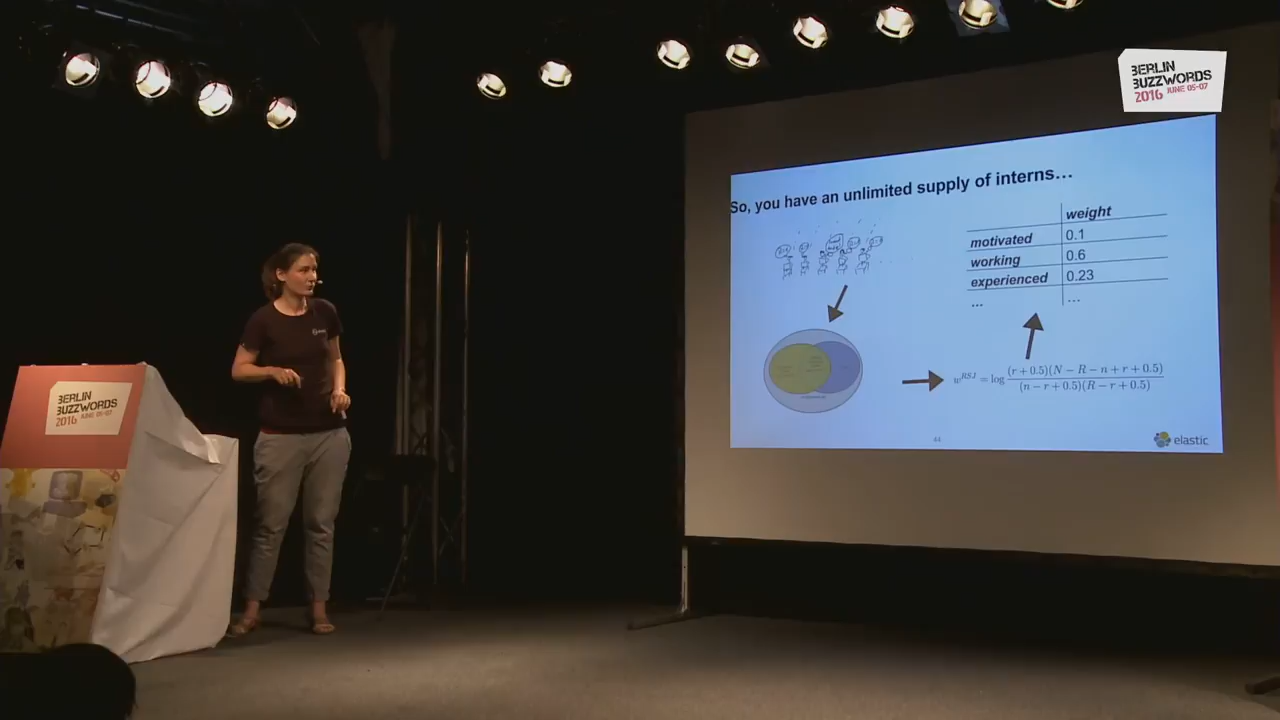 BERLIN
BUZZWORDS
2016 JUNE 05-07
So, you have an unlimited supply of interns...
weight
motivated 0.1
working 0.6
experienced 0.23
... ...
w^{RSJ} = log (r + 0.5)(N − R − n + r + 0.5) / (n − r + 0.5)(R − r + 0.5)
44
elastic
BERLIN
BUZZWORDS
2016 JUNE 05-07